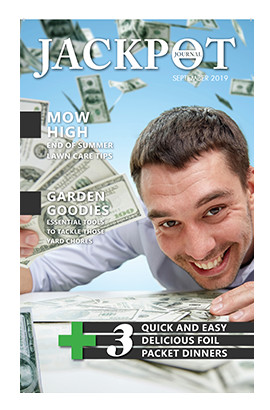 JACKPOT
JOURNAL
SEPTEMBER 2019
MOW
HIGH
END OF SUMMER
LAWN CARE TIPS
GARDEN
GOODIES
ESSENTIAL TOOLS
TO TACKLE THOSE
YARD CHORES
+3 QUICK AND EASY
DELICIOUS FOIL
PACKET DINNERS